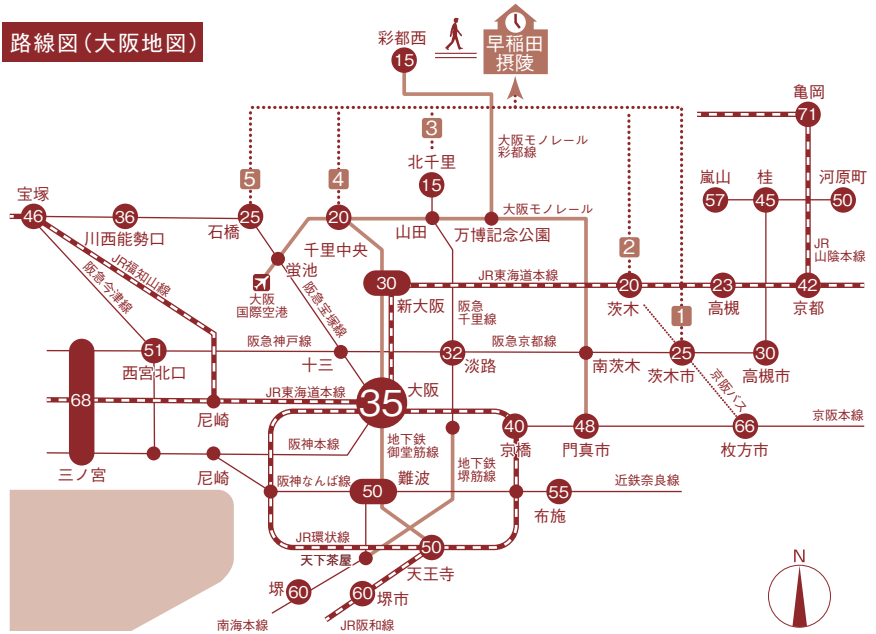 路線図(大阪地図)
彩都西
15
早稲田
摂陵
亀岡
71
大阪モノレール
彩都線
3
北千里
15
嵐山
57
桂
45
河原町
50
5
4
宝塚
46
36
川西能勢口
25
石橋
20
千里中央
山田
万博記念公園
大阪モノレール
2
JR
山陰本線
JR福知山線
阪急今津線
蛍池
大阪
国際空港
阪急宝塚線
30
新大阪
JR東海道本線
20
茨木
23
高槻
42
京都
阪急
千里線
1
阪急神戸線
阪急京都線
51
西宮北口
十三
32
淡路
南茨木
25
茨木市
30
高槻市
68
三ノ宮
JR東海道本線
尼崎
35
大阪
京阪バス
京阪本線
阪神本線
地下鉄
御堂筋線
40
京橋
48
門真市
66
枚方市
尼崎
地下鉄
堺筋線
阪神なんば線
50
難波
55
布施
近鉄奈良線
JR環状線
天下茶屋
50
天王寺
堺
60
60
堺市
南海本線
JR阪和線
N